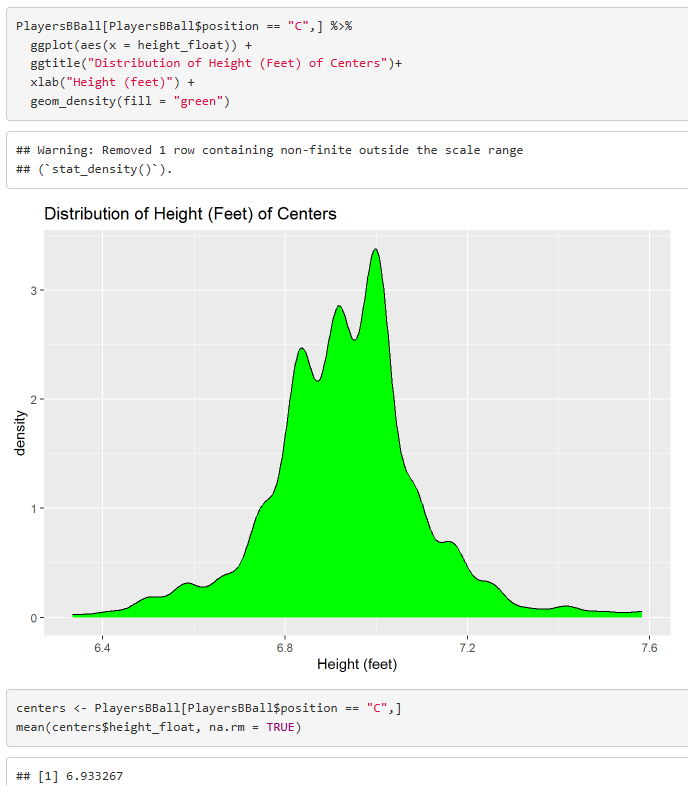 PlayersBBall[PlayersBBall$position == "C",] %>%
  ggplot(aes(x = height_float)) +
  ggtitle("Distribution of Height (Feet) of Centers")+
  xlab("Height (feet)") +
  geom_density(fill = "green")
## Warning: Removed 1 row containing non-finite outside the scale range
## (`stat_density()`).
Distribution of Height (Feet) of Centers
3
2
1
0
density
6.4 6.8 7.2 7.6
Height (feet)
centers <- PlayersBBall[PlayersBBall$position == "C",]
mean(centers$height_float, na.rm = TRUE)
## [1] 6.933267